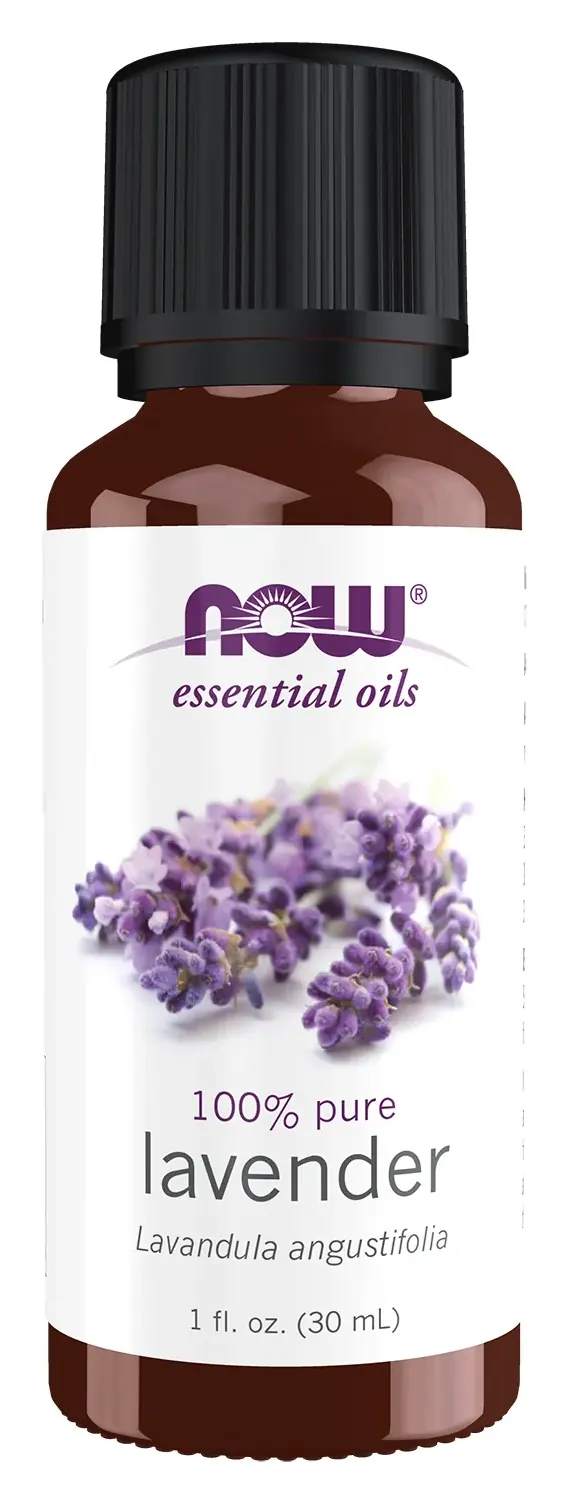 NOW®
essential oils
100% pure
lavender
Lavandula angustifolia
1 fl. oz. (30 mL)